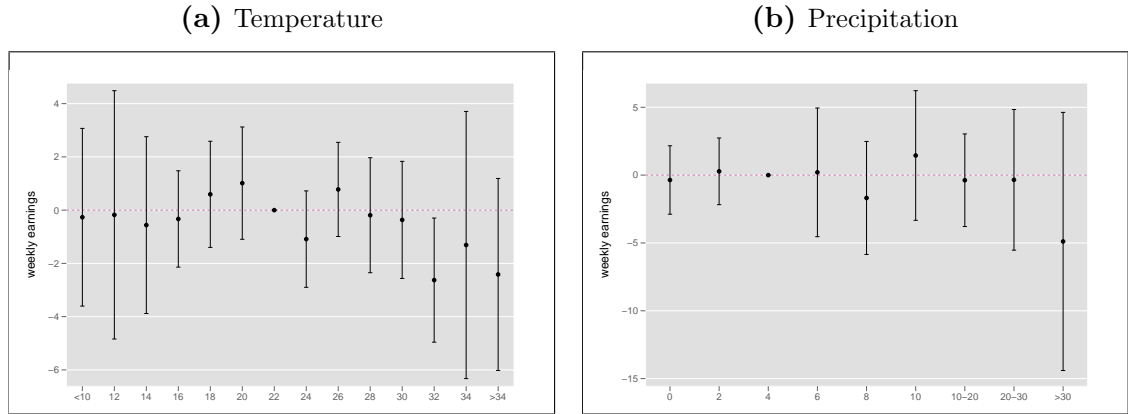 (a) Temperature
(b) Precipitation
weekly earnings
4
2
0
−2
−4
−6
<10 12 14 16 18 20 22 24 26 28 30 32 34 >34
weekly earnings
5
0
−5
−10
−15
0 2 4 6 8 10 10−20 20−30 >30